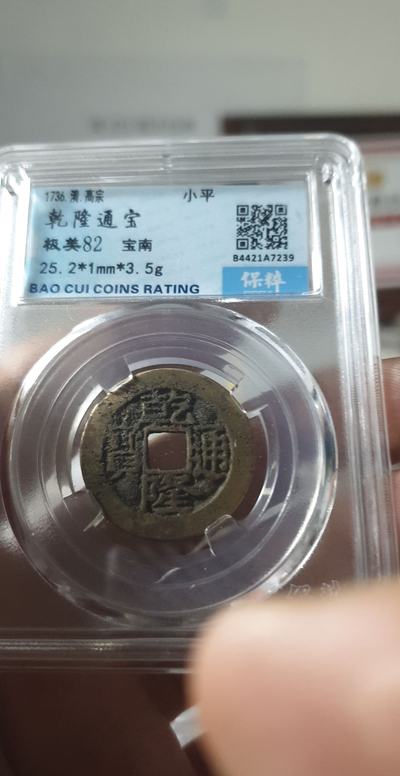 1736.清.高宗 小平
乾隆通宝
极美82 宝南
25.2*1mm*3.5g
BAO CUI COINS RATING
B4421A7239
保粹
乾隆通寶